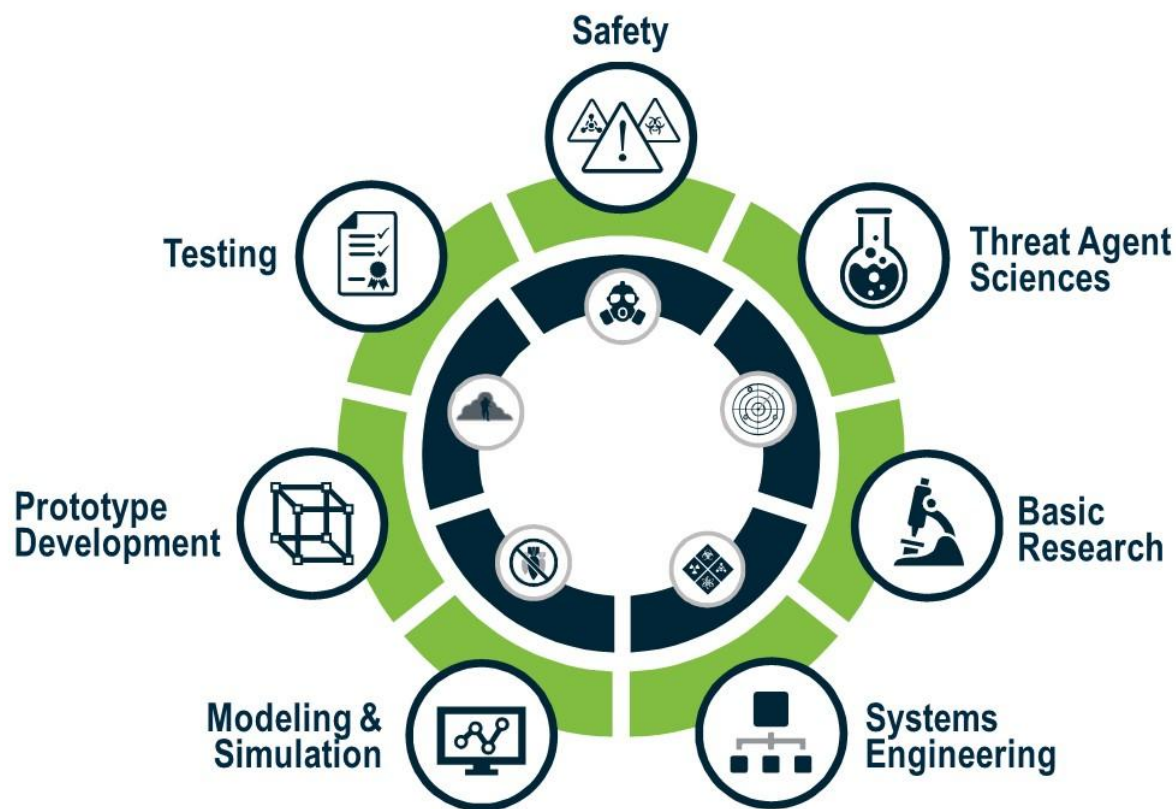 Safety
Threat Agent
Sciences
Basic
Research
Systems
Engineering
Modeling &
Simulation
Prototype
Development
Testing